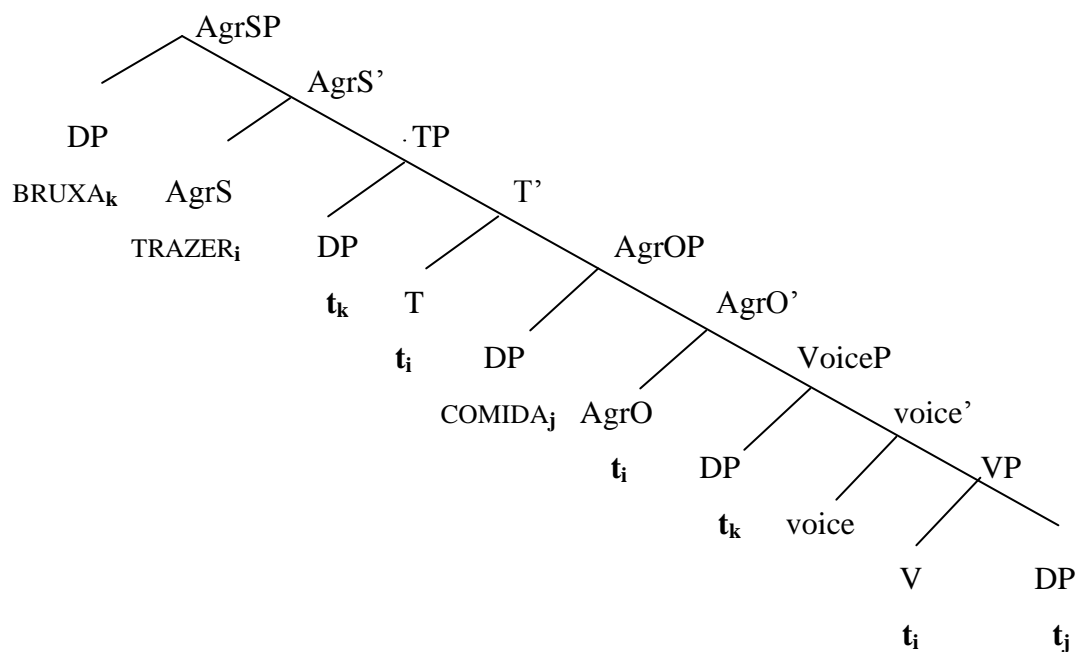 AgrSP
AgrS’
DP
TP
BRUXAk AgrS
T’
TRAZERi
DP
AgrOP
tk
T
AgrO’
ti
DP
VoiceP
COMIDAj
AgrO
voice’
ti
DP
VP
tk
voice
V
DP
ti
tj